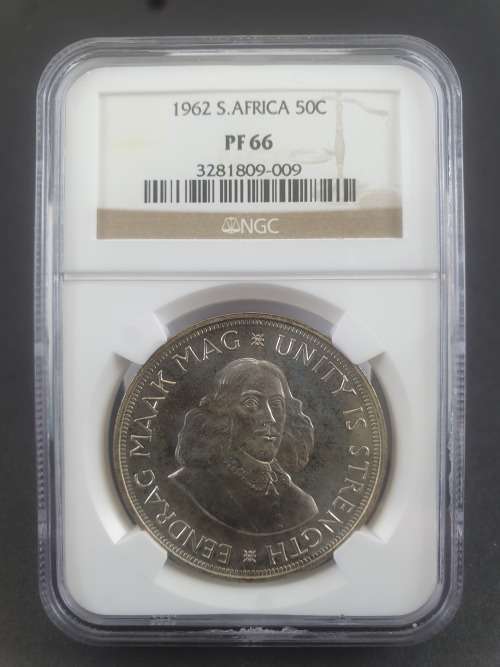 1962 S.AFRICA 50C
PF 66
3281809-009
NGC
EENDRAG MAAK MAG UNITY IS STRENGTH